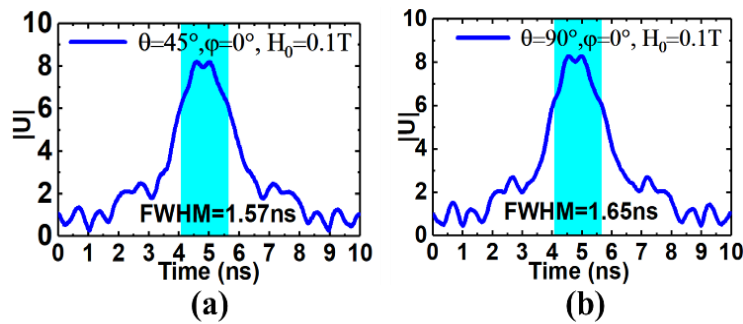 θ=45°,φ=0°, H₀=0.1T
|U|
10
8
6
4
2
0
FWHM=1.57ns
0 1 2 3 4 5 6 7 8 9 10
Time (ns)
(a)
θ=90°,φ=0°, H₀=0.1T
|U|
10
8
6
4
2
0
FWHM=1.65ns
0 1 2 3 4 5 6 7 8 9 10
Time (ns)
(b)